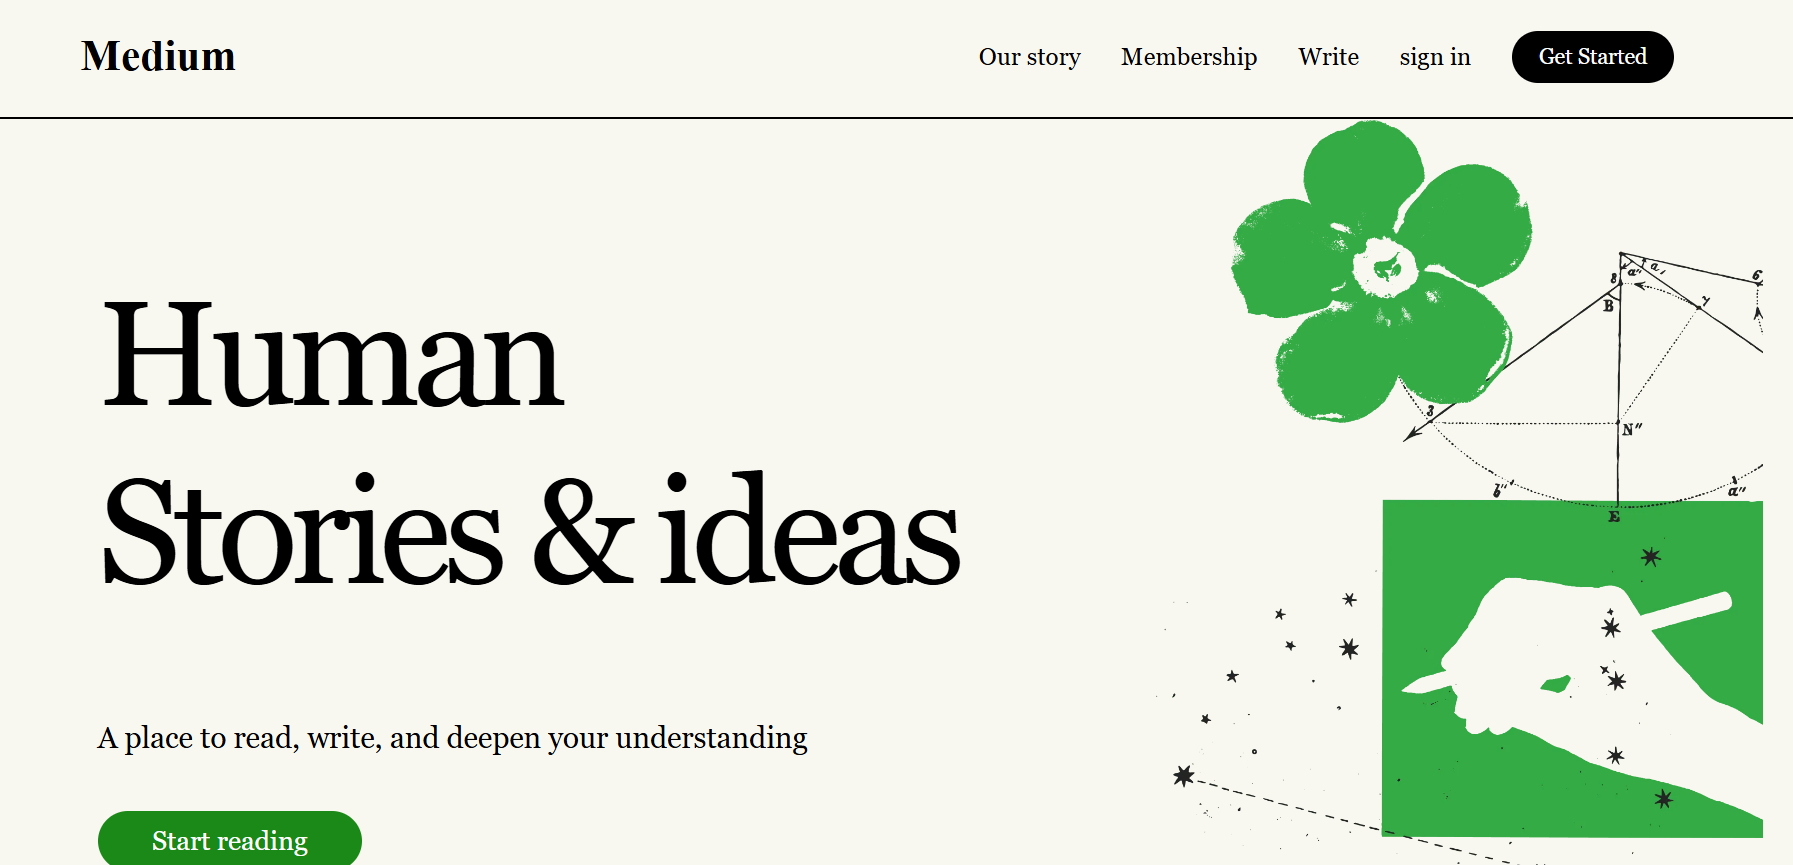 Medium
Our story Membership Write sign in Get Started
Human
Stories & ideas
A place to read, write, and deepen your understanding
Start reading
8
a"
a,
6
B
7
3
N"
b"
a"
E